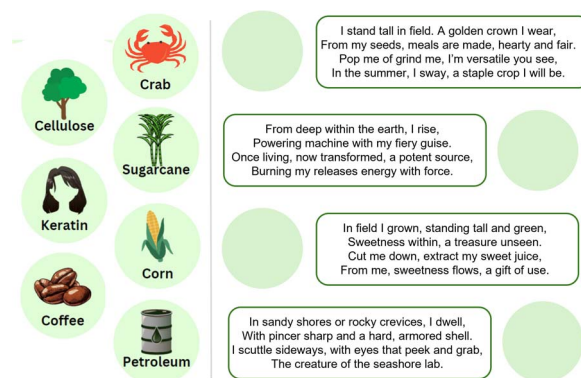 Crab
Cellulose
Sugarcane
Keratin
Corn
Coffee
Petroleum
I stand tall in field. A golden crown I wear,
From my seeds, meals are made, hearty and fair.
Pop me of grind me, I'm versatile you see,
In the summer, I sway, a staple crop I will be.
From deep within the earth, I rise,
Powering machine with my fiery guise.
Once living, now transformed, a potent source,
Burning my releases energy with force.
In field I grown, standing tall and green,
Sweetness within, a treasure unseen.
Cut me down, extract my sweet juice,
From me, sweetness flows, a gift of use.
In sandy shores or rocky crevices, I dwell,
With pincer sharp and a hard, armored shell.
I scuttle sideways, with eyes that peek and grab,
The creature of the seashore lab.